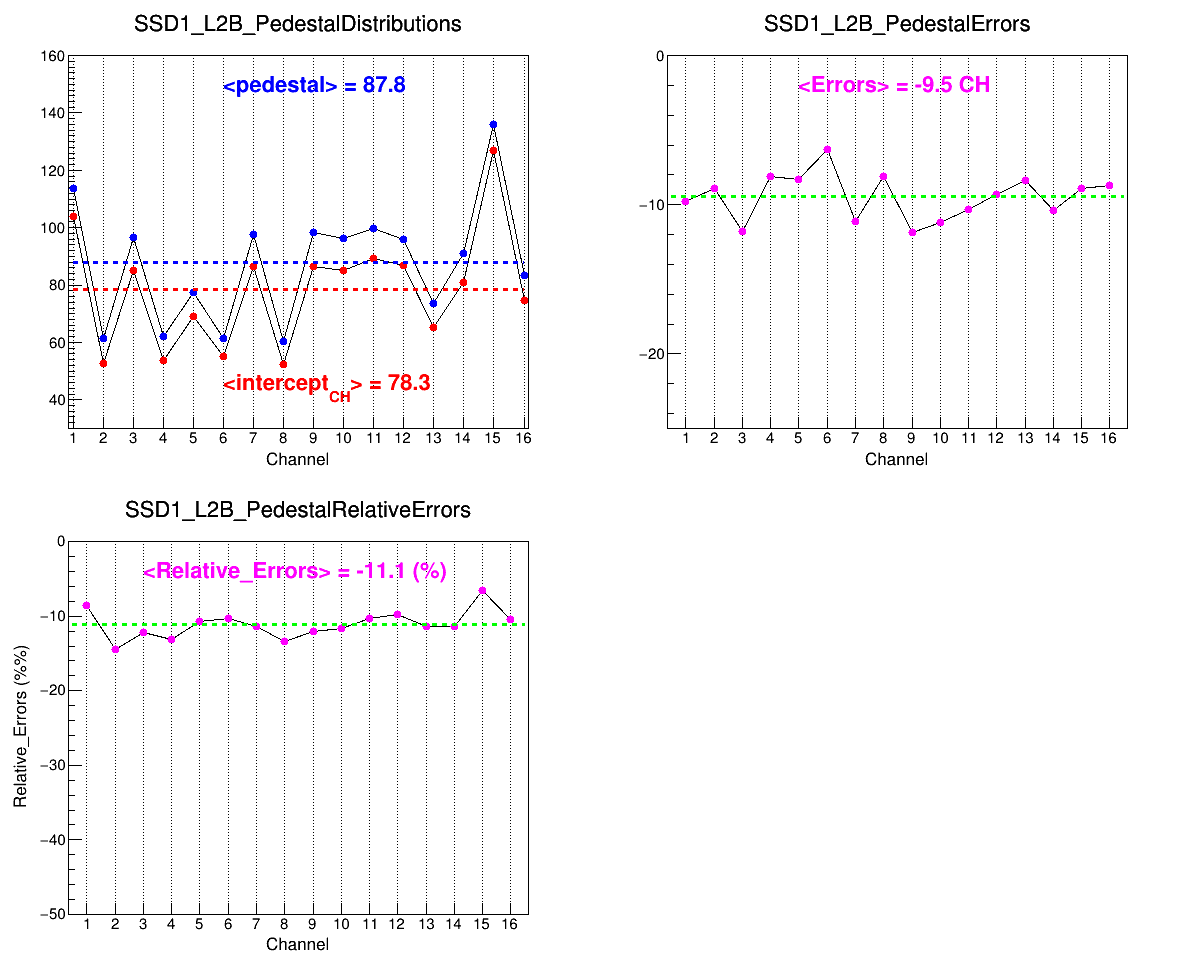 SSD1_L2B_PedestalDistributions
<pedestal> = 87.8
160
140
120
100
80
60
40
<intercept_CH> = 78.3
1 2 3 4 5 6 7 8 9 10 11 12 13 14 15 16
Channel
SSD1_L2B_PedestalErrors
<Errors> = -9.5 CH
0
−10
−20
1 2 3 4 5 6 7 8 9 10 11 12 13 14 15 16
Channel
SSD1_L2B_PedestalRelativeErrors
<Relative_Errors> = -11.1 (%)
0
−10
−20
−30
−40
−50
Relative_Errors (%%)
1 2 3 4 5 6 7 8 9 10 11 12 13 14 15 16
Channel